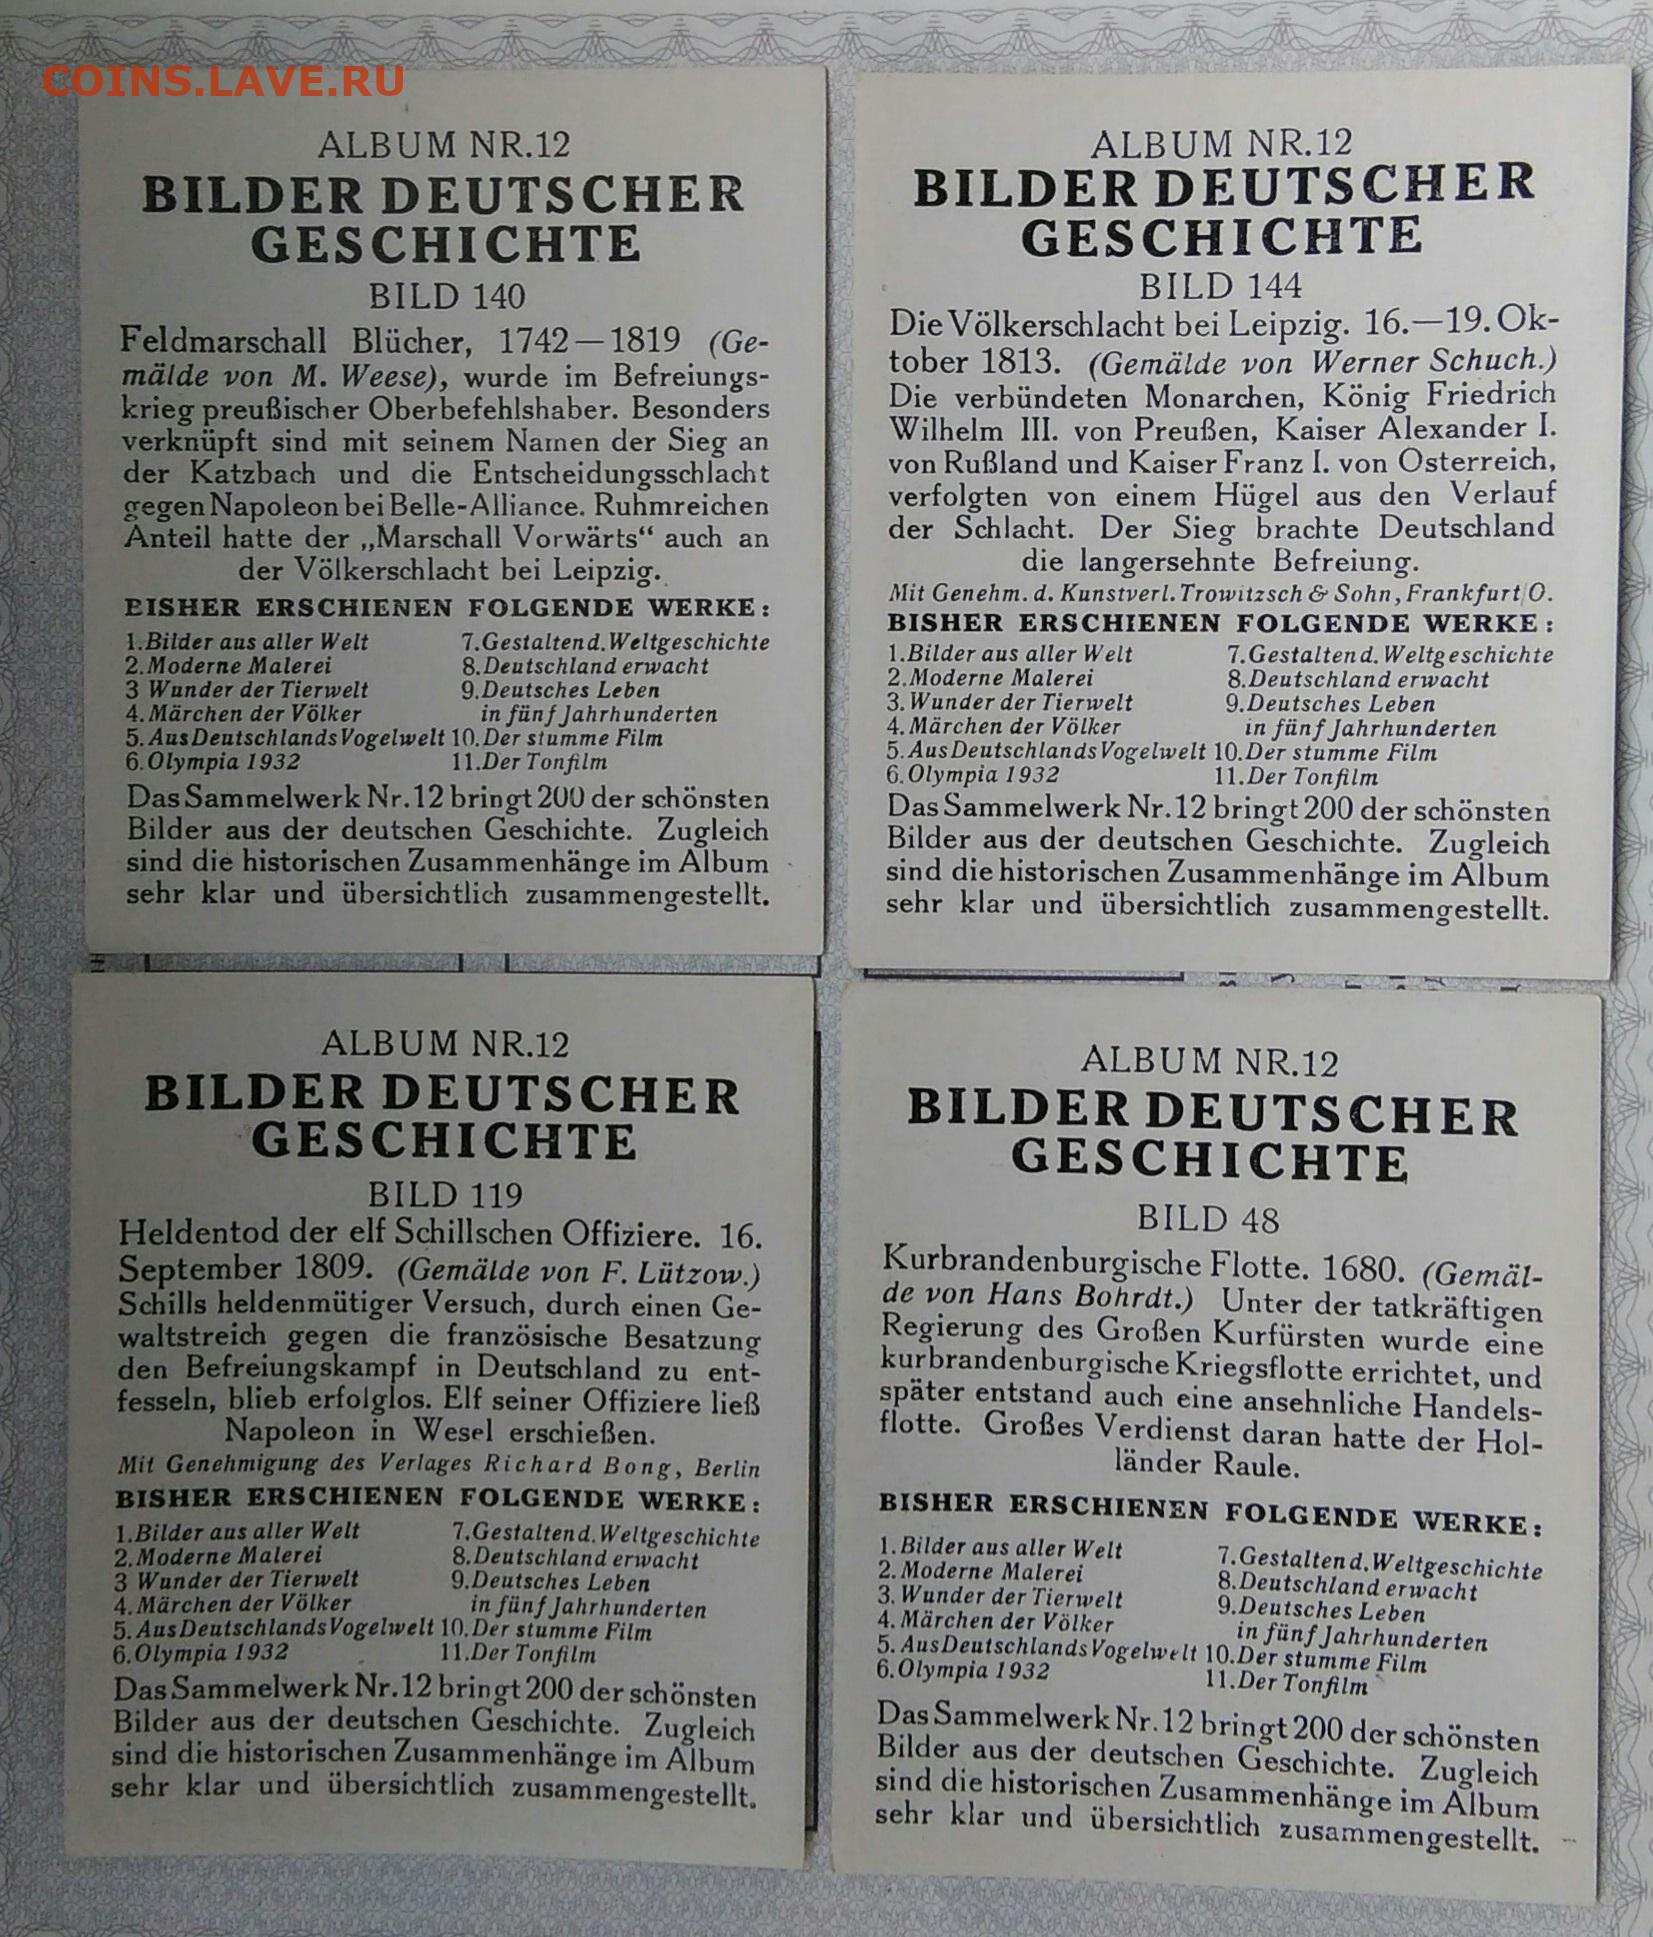 COINS.LAVE.RU
ALBUM NR.12
BILDER DEUTSCHER
GESCHICHTE
BILD 140
Feldmarschall Blücher, 1742—1819 (Ge-
mälde von M. Weese), wurde im Befreiungs-
krieg preußischer Oberbefehlshaber. Besonders
verknüpft sind mit seinem Namen der Sieg an
der Katzbach und die Entscheidungsschlacht
gegen Napoleon bei Belle-Alliance. Ruhmreichen
Anteil hatte der „Marschall Vorwärts“ auch an
der Völkerschlacht bei Leipzig.
BISHER ERSCHIENEN FOLGENDE WERKE:
1. Bilder aus aller Welt 7. Gestalten d. Weltgeschichte
2. Moderne Malerei 8. Deutschland erwacht
3 Wunder der Tierwelt 9. Deutsches Leben
4. Märchen der Völker in fünf Jahrhunderten
5. Aus Deutschlands Vogelwelt 10. Der stumme Film
6. Olympia 1932 11. Der Tonfilm
Das Sammelwerk Nr. 12 bringt 200 der schönsten
Bilder aus der deutschen Geschichte. Zugleich
sind die historischen Zusammenhänge im Album
sehr klar und übersichtlich zusammengestellt.
ALBUM NR.12
BILDER DEUTSCHER
GESCHICHTE
BILD 144
Die Völkerschlacht bei Leipzig. 16.—19. Ok-
tober 1813. (Gemälde von Werner Schuch.)
Die verbündeten Monarchen, König Friedrich
Wilhelm III. von Preußen, Kaiser Alexander I.
von Rußland und Kaiser Franz I. von Osterreich,
verfolgten von einem Hügel aus den Verlauf
der Schlacht. Der Sieg brachte Deutschland
die langersehnte Befreiung.
Mit Genehm. d. Kunstverl. Trowitzsch & Sohn, Frankfurt/O.
BISHER ERSCHIENEN FOLGENDE WERKE:
1. Bilder aus aller Welt 7. Gestalten d. Weltgeschichte
2. Moderne Malerei 8. Deutschland erwacht
3. Wunder der Tierwelt 9. Deutsches Leben
4. Märchen der Völker in fünf Jahrhunderten
5. Aus Deutschlands Vogelwelt 10. Der stumme Film
6. Olympia 1932 11. Der Tonfilm
Das Sammelwerk Nr. 12 bringt 200 der schönsten
Bilder aus der deutschen Geschichte. Zugleich
sind die historischen Zusammenhänge im Album
sehr klar und übersichtlich zusammengestellt.
ALBUM NR.12
BILDER DEUTSCHER
GESCHICHTE
BILD 119
Heldentod der elf Schillschen Offiziere. 16.
September 1809. (Gemälde von F. Lützow.)
Schills heldenmütiger Versuch, durch einen Ge-
waltstreich gegen die französische Besatzung
den Befreiungskampf in Deutschland zu ent-
fesseln, blieb erfolglos. Elf seiner Offiziere ließ
Napoleon in Wesel erschießen.
Mit Genehmigung des Verlages Richard Bong, Berlin
BISHER ERSCHIENEN FOLGENDE WERKE:
1. Bilder aus aller Welt 7. Gestalten d. Weltgeschichte
2. Moderne Malerei 8. Deutschland erwacht
3 Wunder der Tierwelt 9. Deutsches Leben
4. Märchen der Völker in fünf Jahrhunderten
5. Aus Deutschlands Vogelwelt 10. Der stumme Film
6. Olympia 1932 11. Der Tonfilm
Das Sammelwerk Nr. 12 bringt 200 der schönsten
Bilder aus der deutschen Geschichte. Zugleich
sind die historischen Zusammenhänge im Album
sehr klar und übersichtlich zusammengestellt.
ALBUM NR.12
BILDER DEUTSCHER
GESCHICHTE
BILD 48
Kurbrandenburgische Flotte. 1680. (Gemäl-
de von Hans Bohrdt.) Unter der tatkräftigen
Regierung des Großen Kurfürsten wurde eine
kurbrandenburgische Kriegsflotte errichtet, und
später entstand auch eine ansehnliche Handels-
flotte. Großes Verdienst daran hatte der Hol-
länder Raule.
BISHER ERSCHIENEN FOLGENDE WERKE:
1. Bilder aus aller Welt 7. Gestalten d. Weltgeschichte
2. Moderne Malerei 8. Deutschland erwacht
3. Wunder der Tierwelt 9. Deutsches Leben
4. Märchen der Völker in fünf Jahrhunderten
5. Aus Deutschlands Vogelwelt 10. Der stumme Film
6. Olympia 1932 11. Der Tonfilm
Das Sammelwerk Nr. 12 bringt 200 der schönsten
Bilder aus der deutschen Geschichte. Zugleich
sind die historischen Zusammenhänge im Album
sehr klar und übersichtlich zusammengestellt.